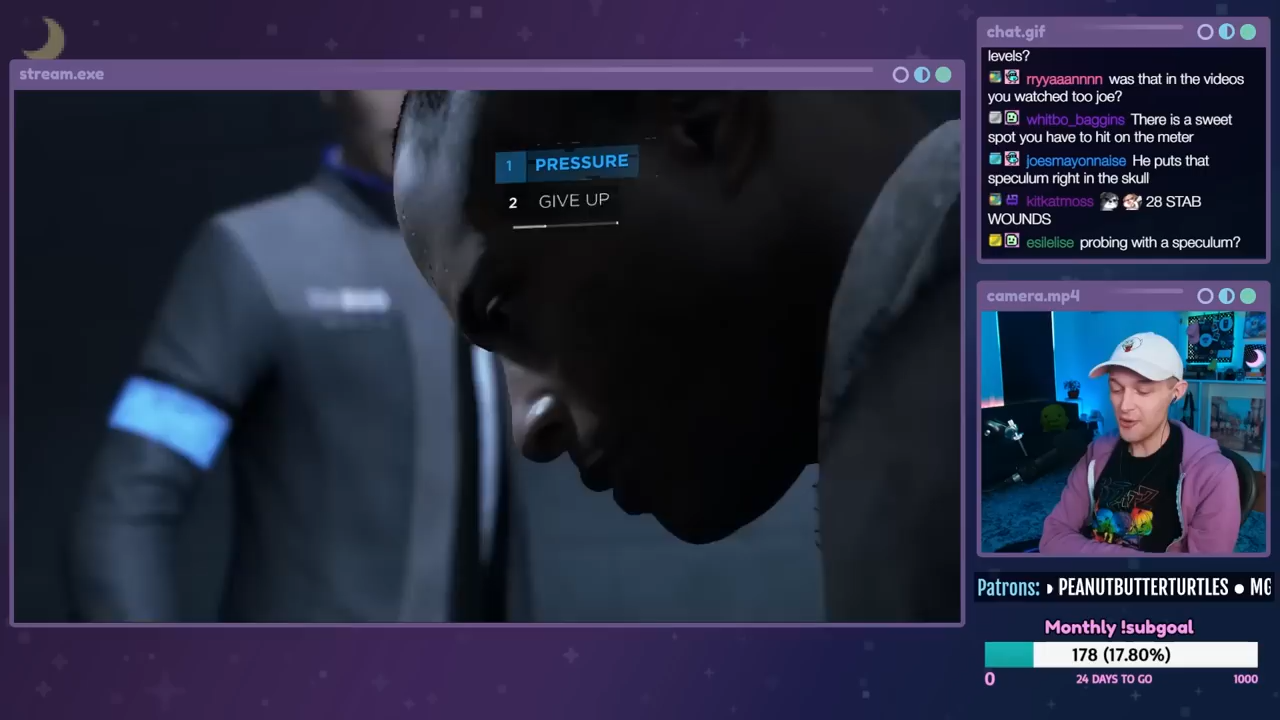 stream.exe
1 PRESSURE
2 GIVE UP
chat.gif
levels?
rryyaaannnn was that in the videos
you watched too joe?
whitbo_baggins There is a sweet
spot you have to hit on the meter
joesmayonnaise He puts that
speculum right in the skull
kitkatmoss 28 STAB
WOUNDS
esilelise probing with a speculum?
camera.mp4
Patrons: PEANUTBUTTERTURTLES ● MG
Monthly !subgoal
178 (17.80%)
0 24 DAYS TO GO 1000